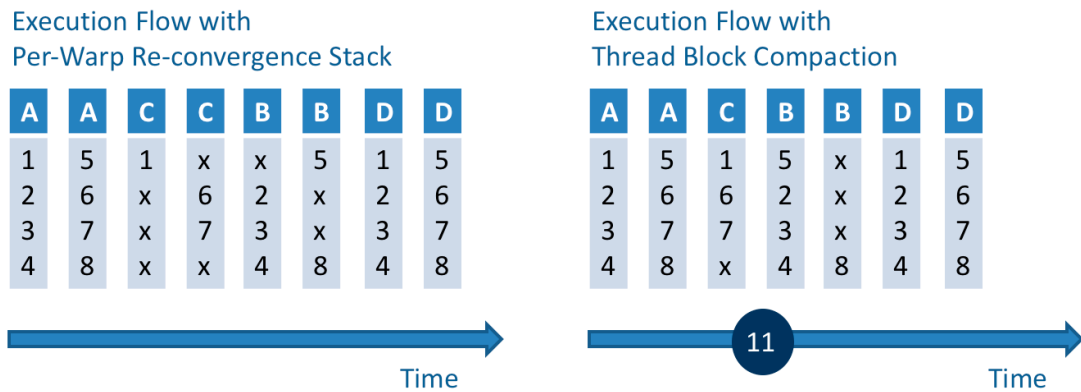 Execution Flow with
Per-Warp Re-convergence Stack
A A C C B B D D
1 5 1 x x 5 1 5
2 6 x 6 2 x 2 6
3 7 x 7 3 x 3 7
4 8 x x 4 8 4 8
Time
Execution Flow with
Thread Block Compaction
A A C B B D D
1 5 1 5 x 1 5
2 6 6 2 x 2 6
3 7 7 3 x 3 7
4 8 x 4 8 4 8
11
Time